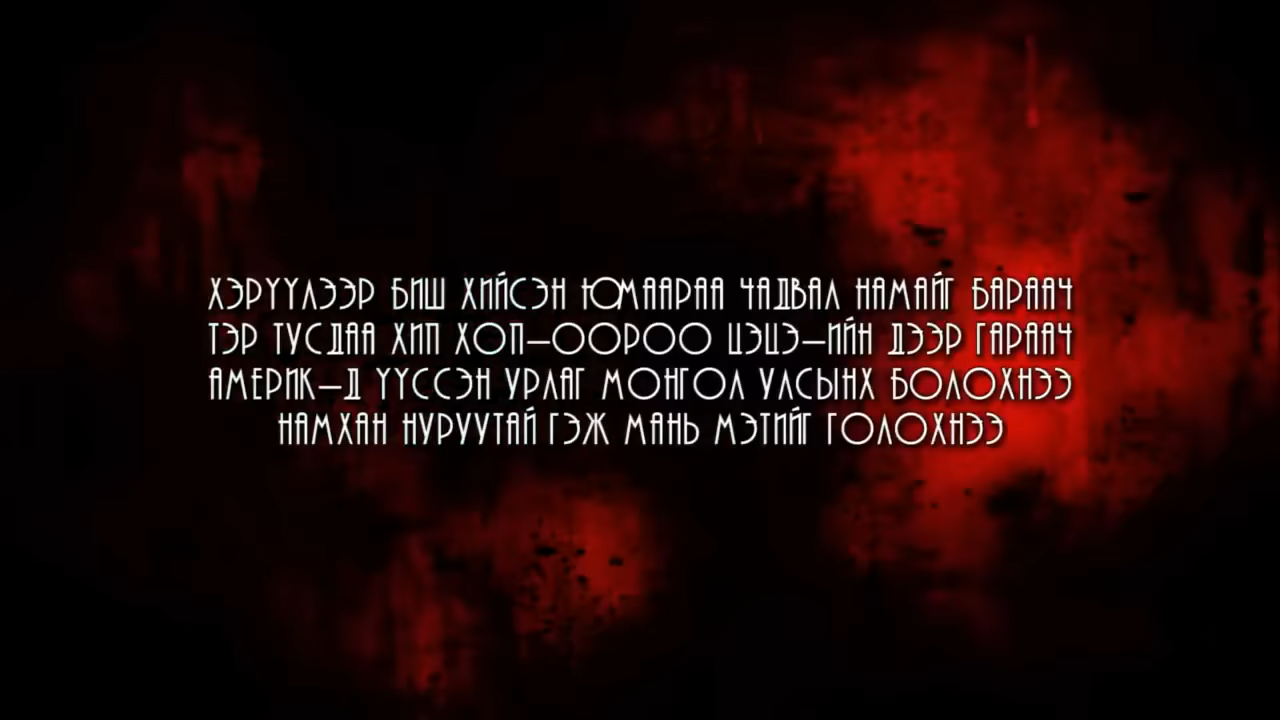 ХЭРҮҮЛЭЭР БИШ ХИЙСЭН ЮМААРАА ЧАДВАЛ НАМАЙГ БАРААЧ
ТЭР ТУСДАА ХИП ХОП–ООРОО ЦЭЦЭ–ИЙН ДЭЭР ГАРААЧ
АМЕРИК–Д ҮҮССЭН УРЛАГ МОНГОЛ УЛСЫНХ БОЛОХНЭЭ
НАМХАН НУРУУТАЙ ГЭЖ МАНЬ МЭТИЙГ ГОЛОХНЭЭ